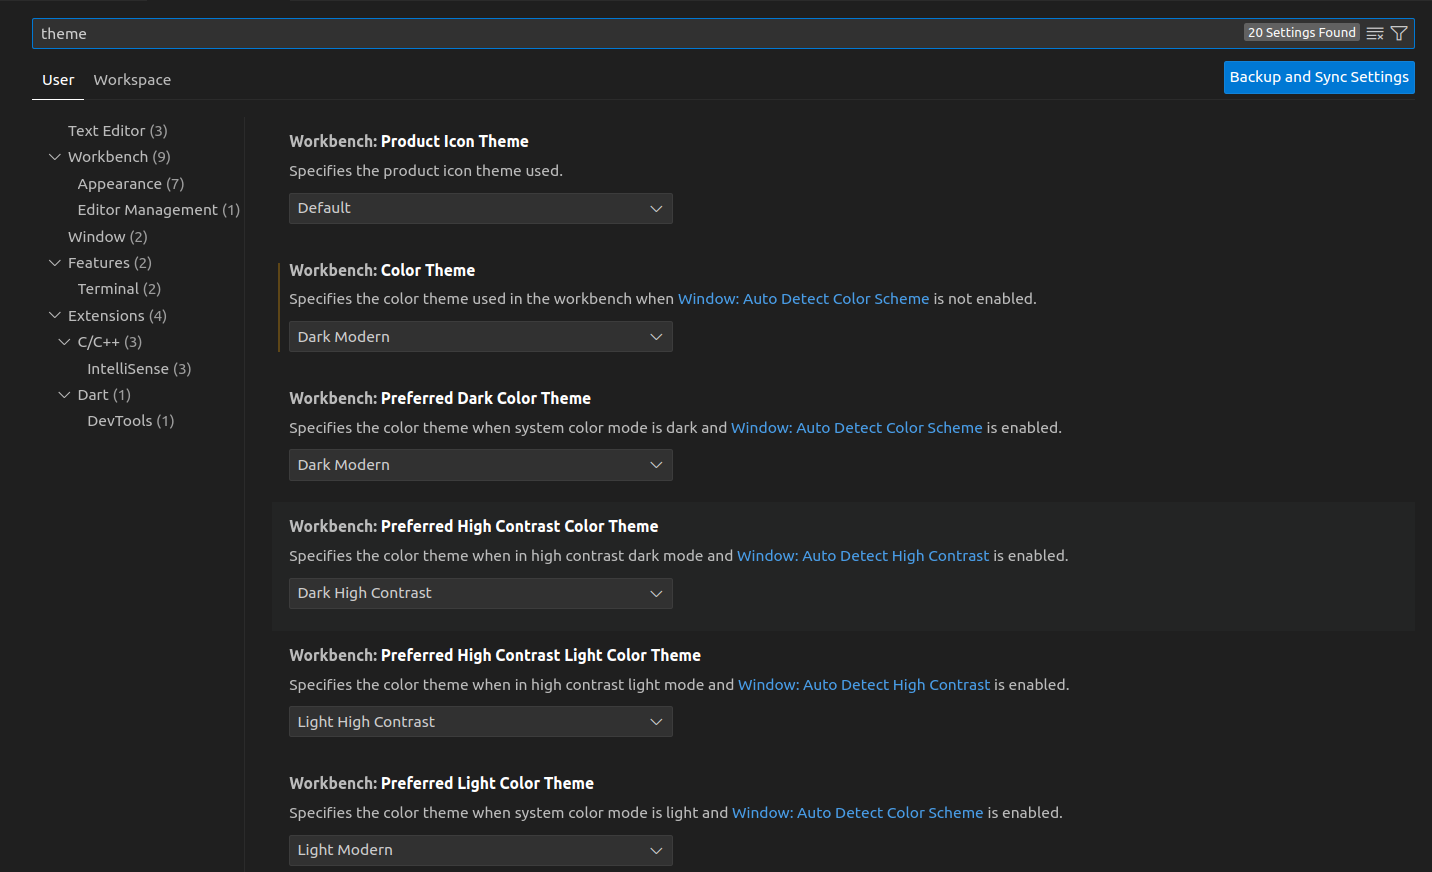 theme
20 Settings Found
User
Workspace
Backup and Sync Settings
Text Editor (3)
Workbench (9)
Appearance (7)
Editor Management (1)
Window (2)
Features (2)
Terminal (2)
Extensions (4)
C/C++ (3)
IntelliSense (3)
Dart (1)
DevTools (1)
Workbench: Product Icon Theme
Specifies the product icon theme used.
Default
Workbench: Color Theme
Specifies the color theme used in the workbench when Window: Auto Detect Color Scheme is not enabled.
Dark Modern
Workbench: Preferred Dark Color Theme
Specifies the color theme when system color mode is dark and Window: Auto Detect Color Scheme is enabled.
Dark Modern
Workbench: Preferred High Contrast Color Theme
Specifies the color theme when in high contrast dark mode and Window: Auto Detect High Contrast is enabled.
Dark High Contrast
Workbench: Preferred High Contrast Light Color Theme
Specifies the color theme when in high contrast light mode and Window: Auto Detect High Contrast is enabled.
Light High Contrast
Workbench: Preferred Light Color Theme
Specifies the color theme when system color mode is light and Window: Auto Detect Color Scheme is enabled.
Light Modern